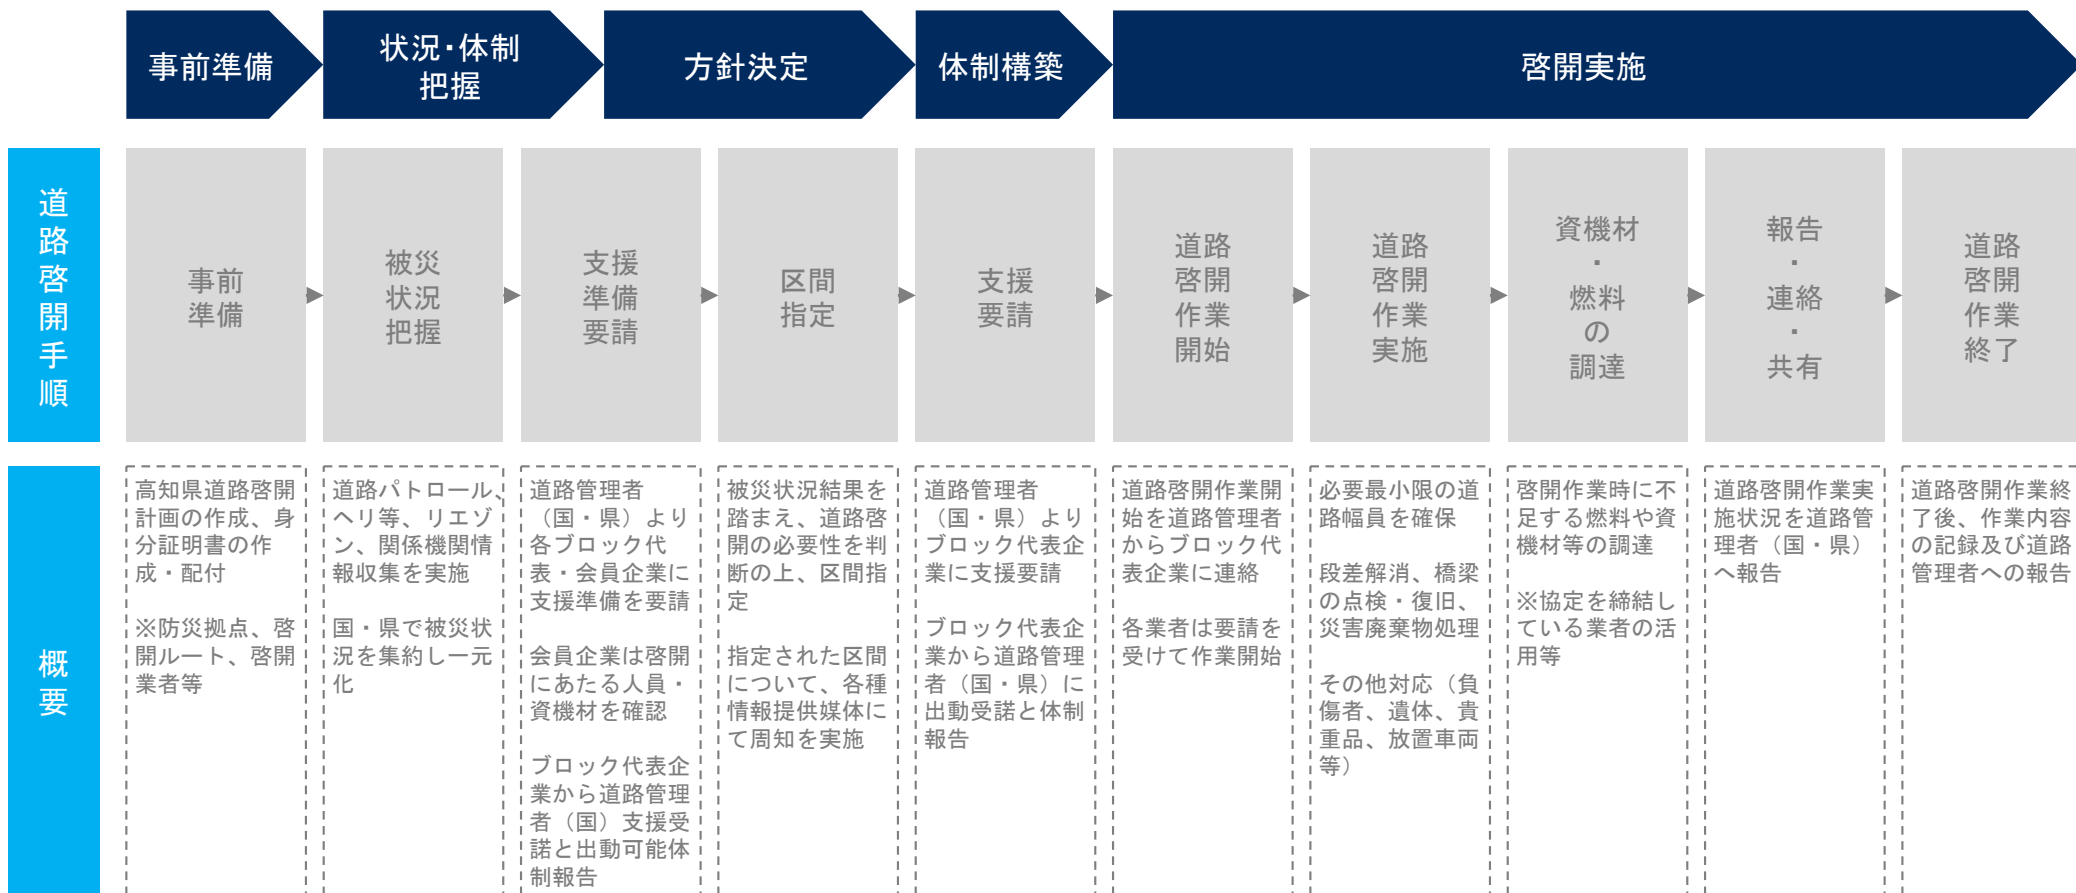 事前準備
状況・体制
把握
方針決定
体制構築
啓開実施
道路啓開手順
事前
準備
被災
状況
把握
支援
準備
要請
区間
指定
支援
要請
道路
啓開
作業
開始
道路
啓開
作業
実施
資機材
・
燃料
の
調達
報告
・
連絡
・
共有
道路
啓開
作業
終了
概要
高知県道路啓開
計画の作成、身
分証明書の作
成・配付
※防災拠点、啓
開ルート、啓開
業者等
道路パトロール、
ヘリ等、リエゾ
ン、関係機関情
報収集を実施
国・県で被災状
況を集約し一元
化
道路管理者
（国・県）より
各ブロック代
表・会員企業に
支援準備を要請
会員企業は啓開
にあたる人員・
資機材を確認
ブロック代表企
業から道路管理
者（国）支援受
諾と出動可能体
制報告
被災状況結果を
踏まえ、道路啓
開の必要性を判
断の上、区間指
定
指定された区間
について、各種
情報提供媒体に
て周知を実施
道路管理者
（国・県）より
ブロック代表企
業に支援要請
ブロック代表企
業から道路管理
者（国・県）に
出動受諾と体制
報告
道路啓開作業開
始を道路管理者
からブロック代
表企業に連絡
各業者は要請を
受けて作業開始
必要最小限の道
路幅員を確保
段差解消、橋梁
の点検・復旧、
災害廃棄物処理
その他対応（負
傷者、遺体、貴
重品、放置車両
等）
啓開作業時に不
足する燃料や資
機材等の調達
※協定を締結し
ている業者の活
用等
道路啓開作業実
施状況を道路管
理者（国・県）
へ報告
道路啓開作業終
了後、作業内容
の記録及び道路
管理者への報告